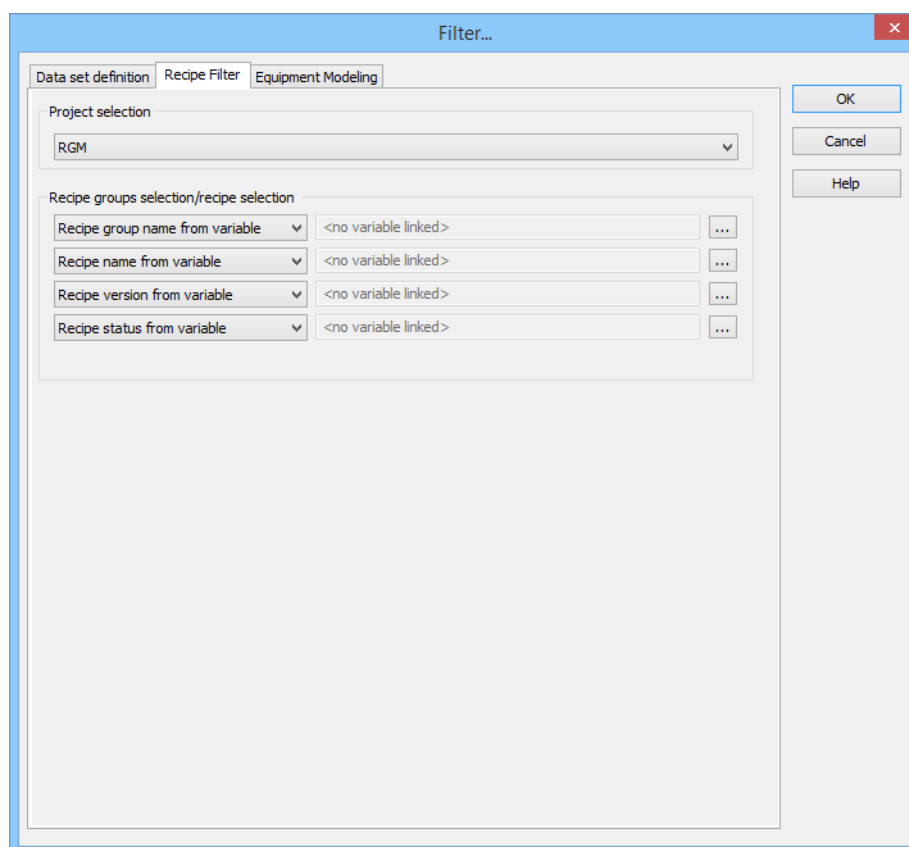 Filter...
Data set definition Recipe Filter Equipment Modeling
OK
Project selection
RGM
Cancel
Help
Recipe groups selection/recipe selection
Recipe group name from variable <no variable linked> ...
Recipe name from variable <no variable linked> ...
Recipe version from variable <no variable linked> ...
Recipe status from variable <no variable linked> ...